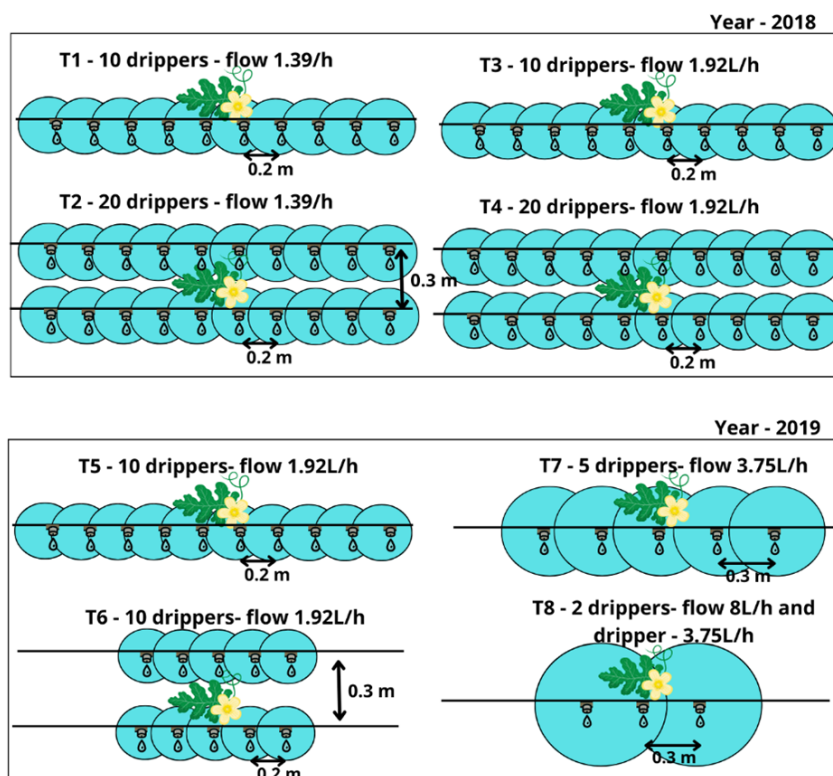 Year - 2018
T1 - 10 drippers - flow 1.39/h
T3 - 10 drippers- flow 1.92L/h
0.2 m
0.2 m
T2 - 20 drippers - flow 1.39/h
T4 - 20 drippers- flow 1.92L/h
0.3 m
0.2 m
0.2 m
Year - 2019
T5 - 10 drippers- flow 1.92L/h
T7 - 5 drippers- flow 3.75L/h
0.2 m
0.3 m
T6 - 10 drippers- flow 1.92L/h
T8 - 2 drippers- flow 8L/h and
dripper - 3.75L/h
0.3 m
0.3 m
0.2 m